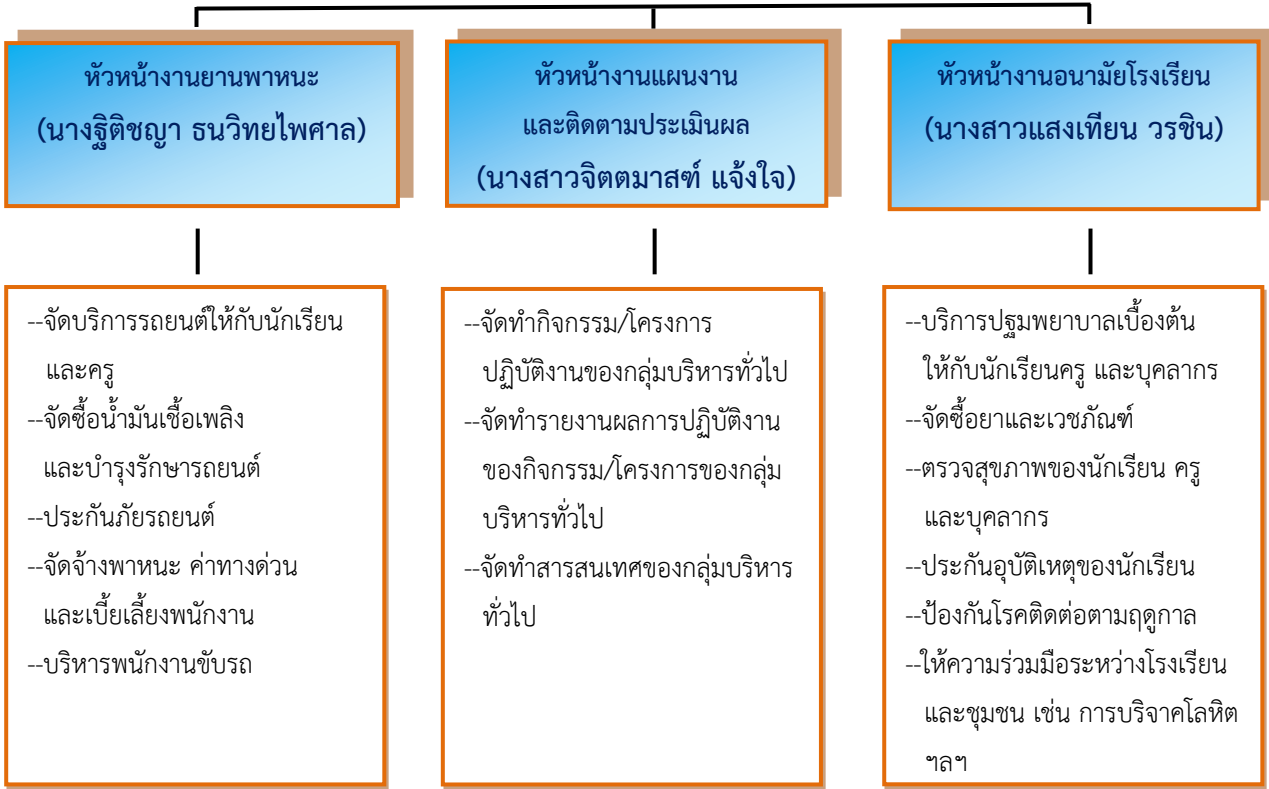 หัวหน้างานยานพาหนะ
(นางฐิติชญา ธนวิทยไพศาล)
หัวหน้างานแผนงาน
และติดตามประเมินผล
(นางสาวจิตตมาสฑ์ แจ้งใจ)
หัวหน้างานอนามัยโรงเรียน
(นางสาวแสงเทียน วรชิน)
--จัดบริการรถยนต์ให้กับนักเรียน
และครู
--จัดซื้อน้ำมันเชื้อเพลิง
และบำรุงรักษารถยนต์
--ประกันภัยรถยนต์
--จัดจ้างพาหนะ ค่าทางด่วน
และเบี้ยเลี้ยงพนักงาน
--บริหารพนักงานขับรถ
--จัดทำกิจกรรม/โครงการ
ปฏิบัติงานของกลุ่มบริหารทั่วไป
--จัดทำรายงานผลการปฏิบัติงาน
ของกิจกรรม/โครงการของกลุ่ม
บริหารทั่วไป
--จัดทำสารสนเทศของกลุ่มบริหาร
ทั่วไป
--บริการปฐมพยาบาลเบื้องต้น
ให้กับนักเรียนครู และบุคลากร
--จัดซื้อยาและเวชภัณฑ์
--ตรวจสุขภาพของนักเรียน ครู
และบุคลากร
--ประกันอุบัติเหตุของนักเรียน
--ป้องกันโรคติดต่อตามฤดูกาล
--ให้ความร่วมมือระหว่างโรงเรียน
และชุมชน เช่น การบริจาคโลหิต
ฯลฯ